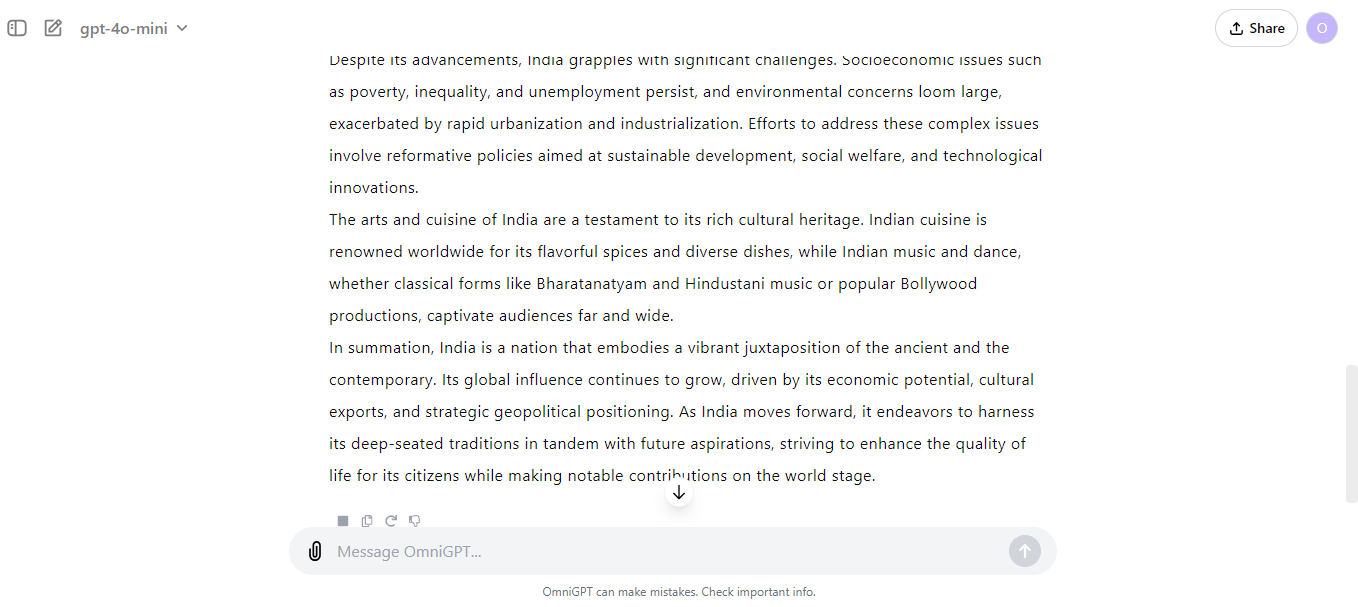 gpt-4o-mini
Share
O
Despite its advancements, India grapples with significant challenges. Socioeconomic issues such
as poverty, inequality, and unemployment persist, and environmental concerns loom large,
exacerbated by rapid urbanization and industrialization. Efforts to address these complex issues
involve reformative policies aimed at sustainable development, social welfare, and technological
innovations.
The arts and cuisine of India are a testament to its rich cultural heritage. Indian cuisine is
renowned worldwide for its flavorful spices and diverse dishes, while Indian music and dance,
whether classical forms like Bharatanatyam and Hindustani music or popular Bollywood
productions, captivate audiences far and wide.
In summation, India is a nation that embodies a vibrant juxtaposition of the ancient and the
contemporary. Its global influence continues to grow, driven by its economic potential, cultural
exports, and strategic geopolitical positioning. As India moves forward, it endeavors to harness
its deep-seated traditions in tandem with future aspirations, striving to enhance the quality of
life for its citizens while making notable contributions on the world stage.
Message OmniGPT...
OmniGPT can make mistakes. Check important info.